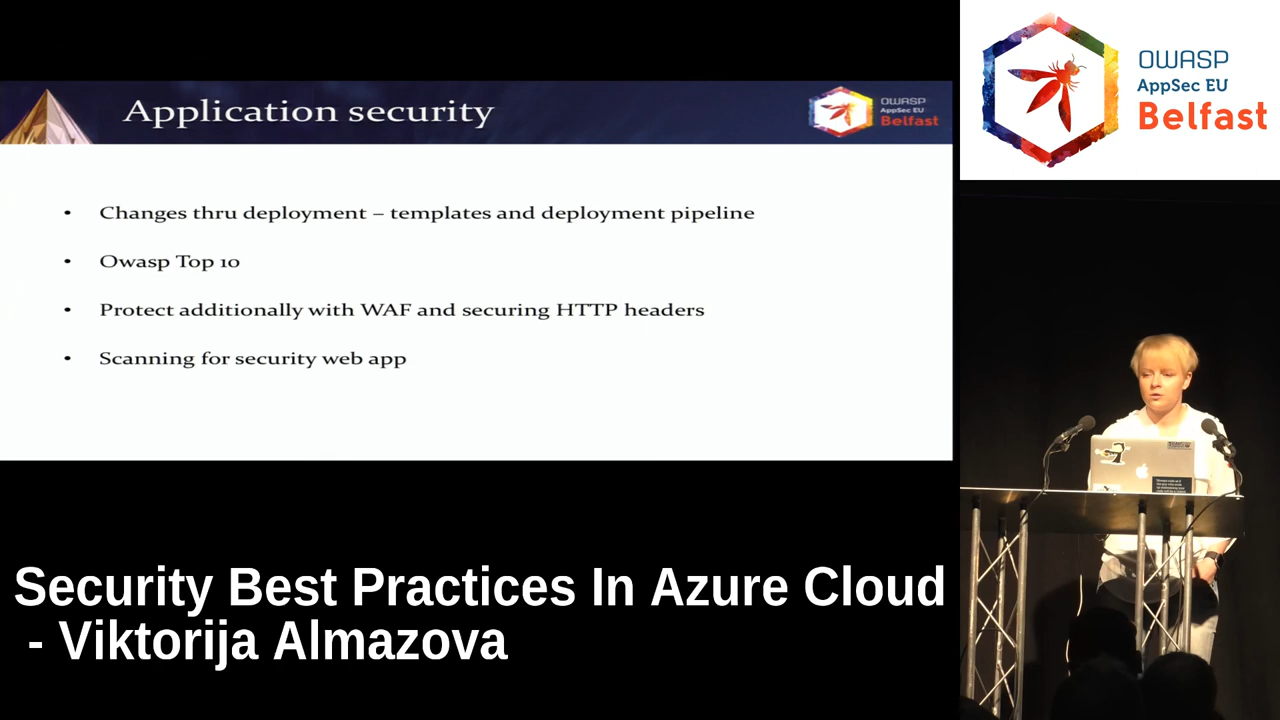 Application security
OWASP
AppSec EU
Belfast
• Changes thru deployment – templates and deployment pipeline
• Owasp Top 10
• Protect additionally with WAF and securing HTTP headers
• Scanning for security web app
OWASP
AppSec EU
Belfast
Security Best Practices In Azure Cloud
- Viktorija Almazova